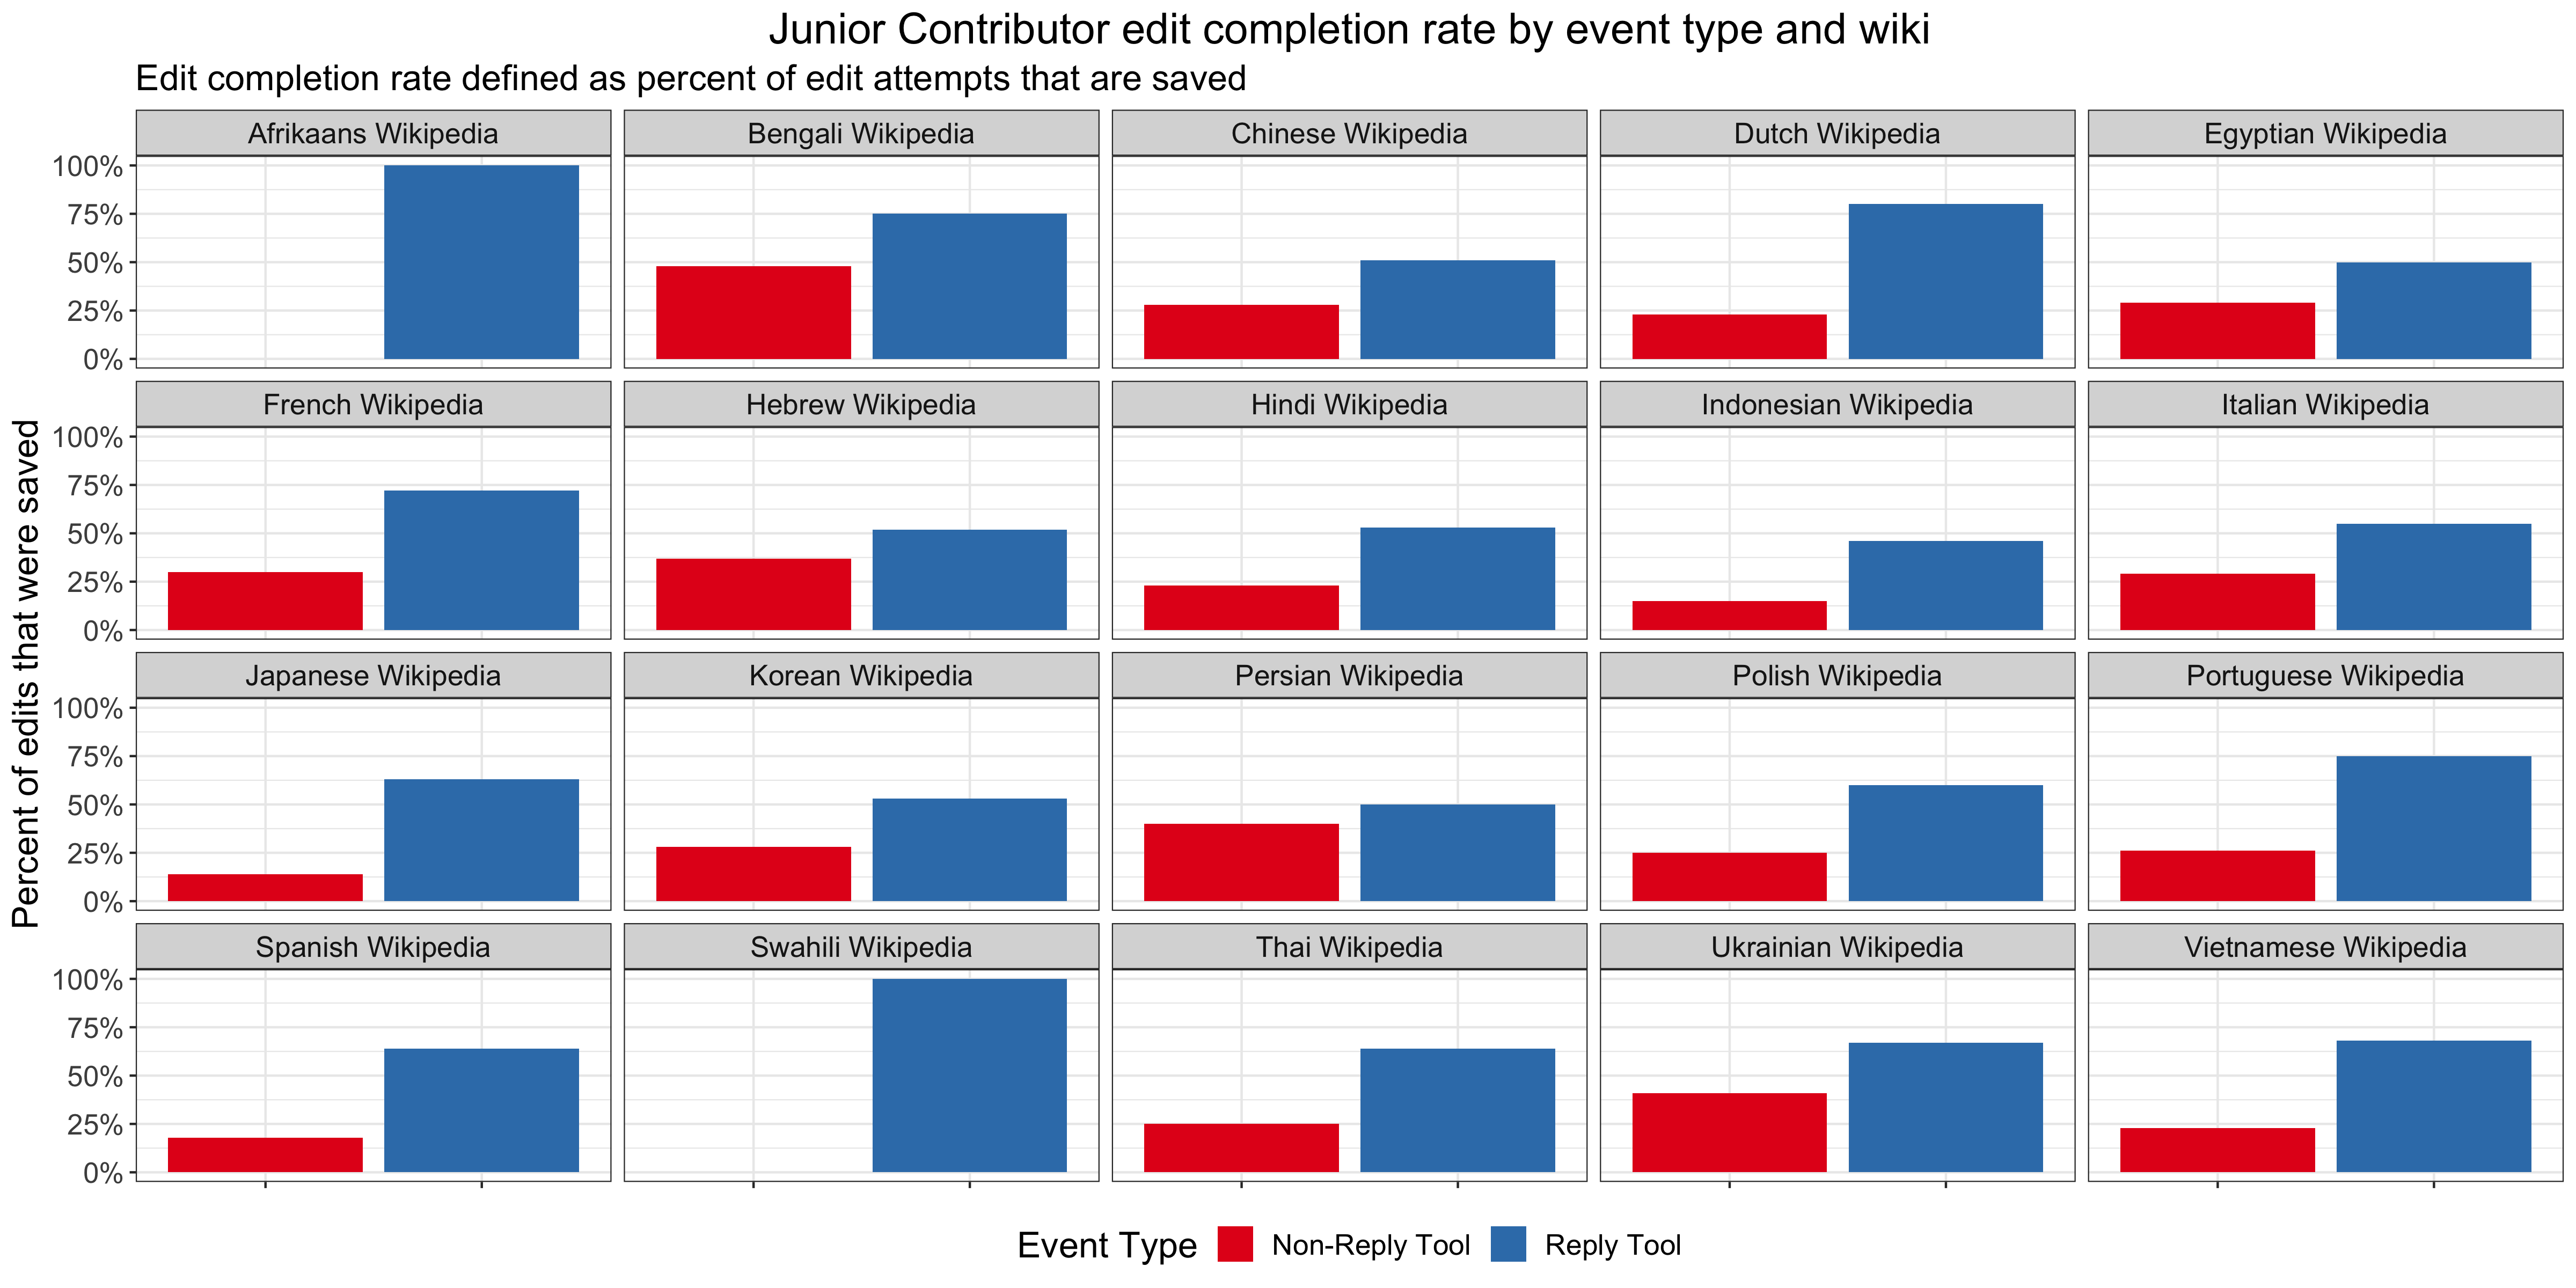 Junior Contributor edit completion rate by event type and wiki
Edit completion rate defined as percent of edit attempts that are saved
Percent of edits that were saved
Afrikaans Wikipedia
Bengali Wikipedia
Chinese Wikipedia
Dutch Wikipedia
Egyptian Wikipedia
100%
75%
50%
25%
0%
French Wikipedia
Hebrew Wikipedia
Hindi Wikipedia
Indonesian Wikipedia
Italian Wikipedia
100%
75%
50%
25%
0%
Japanese Wikipedia
Korean Wikipedia
Persian Wikipedia
Polish Wikipedia
Portuguese Wikipedia
100%
75%
50%
25%
0%
Spanish Wikipedia
Swahili Wikipedia
Thai Wikipedia
Ukrainian Wikipedia
Vietnamese Wikipedia
100%
75%
50%
25%
0%
Event Type
Non-Reply Tool
Reply Tool